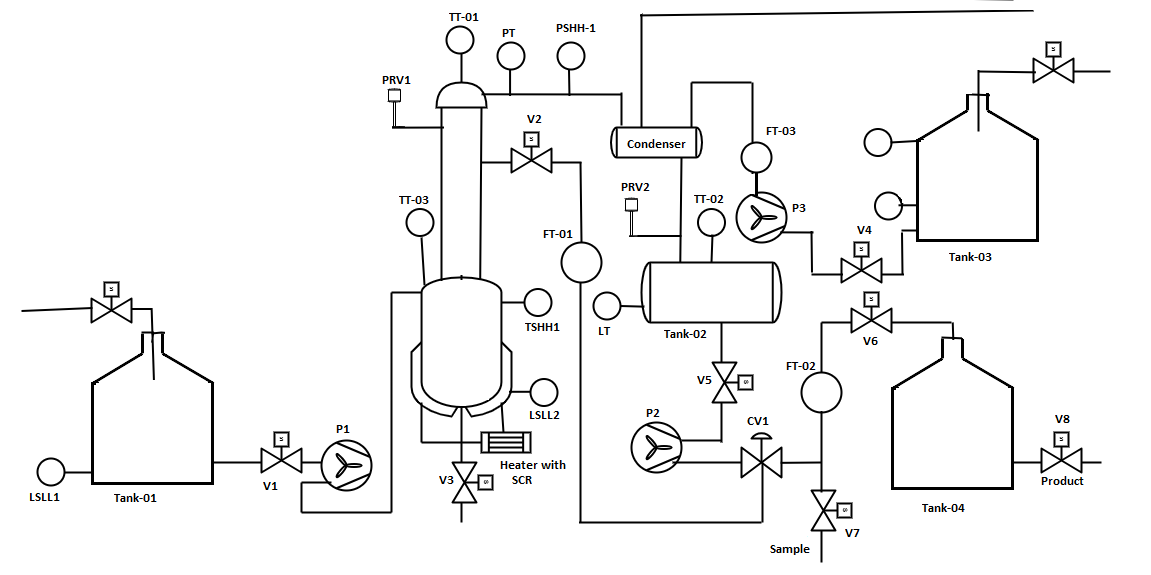 TT-01
PT
PSHH-1
S
PRV1
V2
S
FT-03
Condenser
PRV2
TT-02
TT-03
P3
FT-01
V4
S
Tank-03
S
TSHH1
LT
Tank-02
S
V6
V5
S
FT-02
LSLL2
P2
CV1
P1
V8
S
S
V1
Heater with
SCR
V3
S
Product
LSLL1
Tank-01
S
V7
Tank-04
Sample